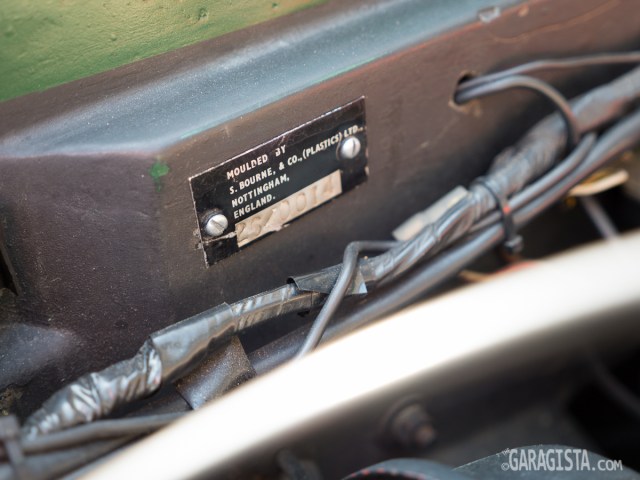 MOULDED BY
S. BOURNE, & CO., (PLASTICS) LTD.,
NOTTINGHAM,
ENGLAND.
©GARAGISTA.COM